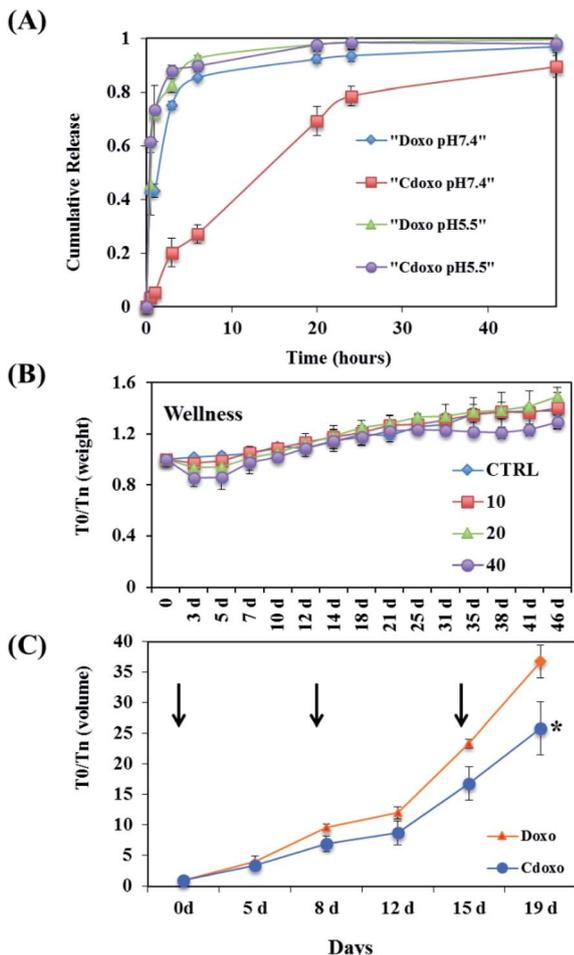 (A)
1
0.8
0.6
0.4
0.2
0
Cumulative Release
"Doxo pH7.4"
"Cdoxo pH7.4"
"Doxo pH5.5"
"Cdoxo pH5.5"
0 10 20 30 40
Time (hours)
(B)
1.6
1.2
0.8
0.4
0
T0/Tn (weight)
Wellness
CTRL
10
20
40
0 3 d 5 d 7 d 10 d 12 d 14 d 18 d 21 d 25 d 31 d 35 d 38 d 41 d 46 d
(C)
40
35
30
25
20
15
10
5
0
T0/Tn (volume)
*
Doxo
Cdoxo
0d 5 d 8 d 12 d 15 d 19 d
Days